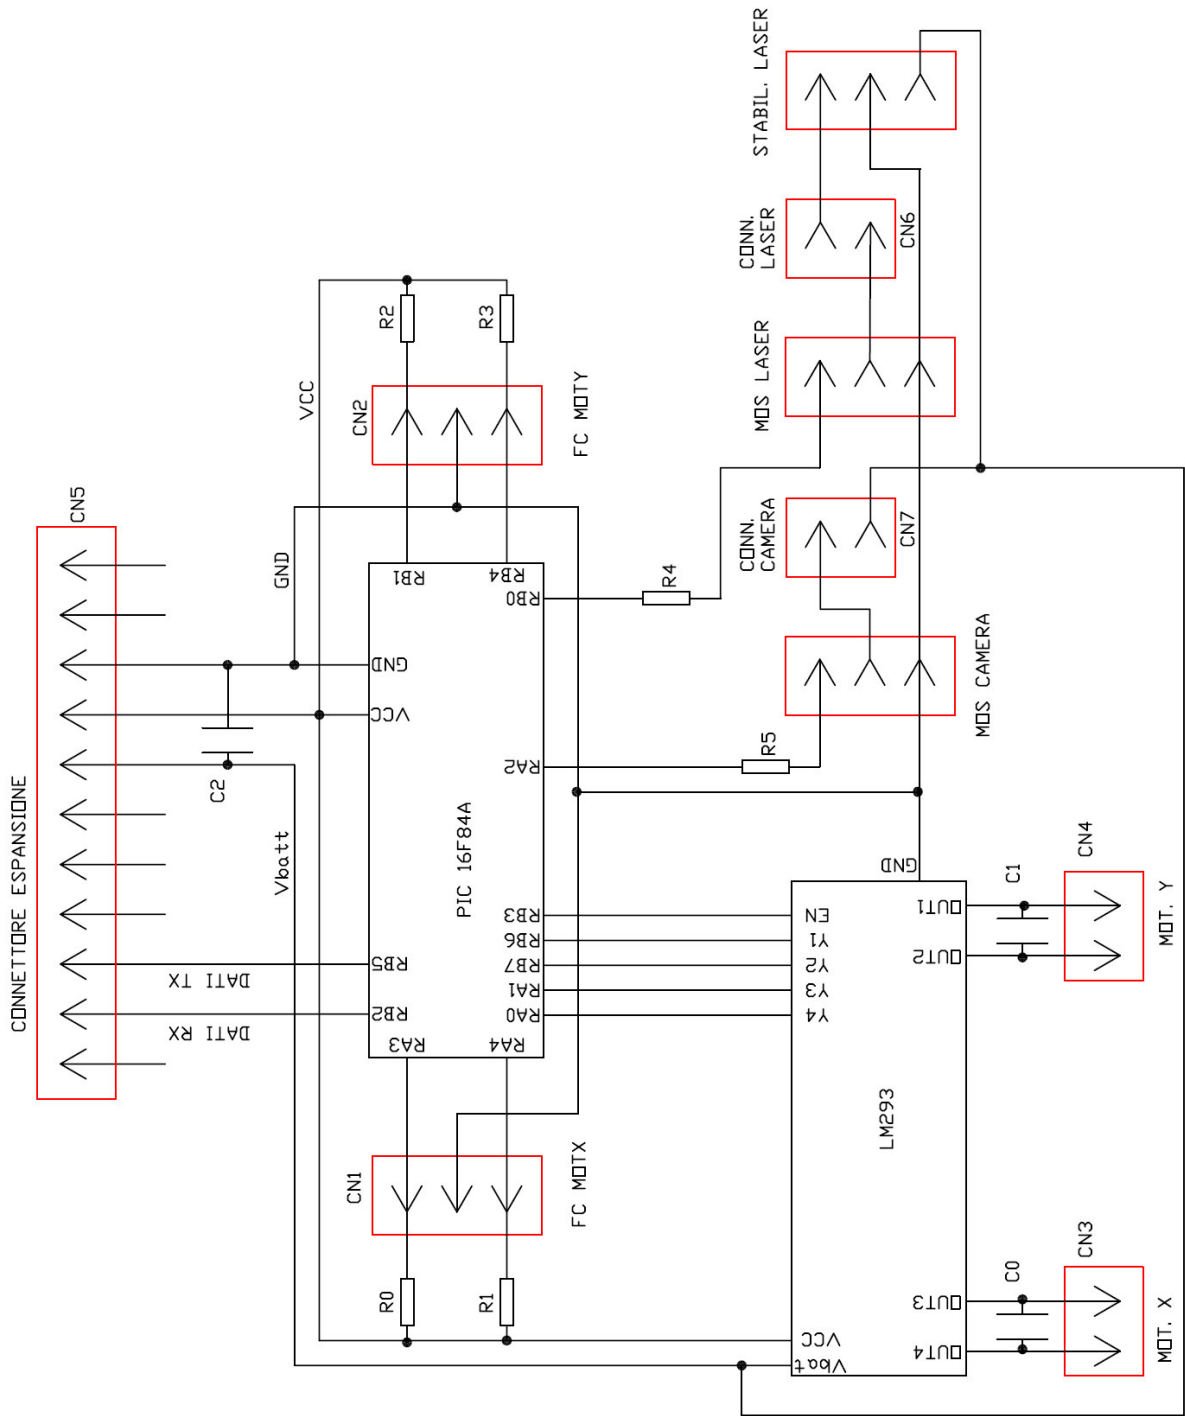 STABIL. LASER
CONN.
LASER
CN6
MOS LASER
R2
R3
VCC
CN2
FC MOTY
CN5
CONN.
CAMERA
CN7
GND
RB1
RB4
RB0
R4
GND
VCC
MOS CAMERA
RA2
R5
C2
CONNETTORE ESPANSIONE
Vbatt
PIC 16F84A
GND
CN4
C1
RB3
RB6
RB7
RA1
RA0
EN
Y1
Y2
Y3
Y4
OUT1
OUT2
MOT. Y
RB5
DATI TX
RB2
DATI RX
RA3
RA4
LM293
CN1
FC MOTX
R0
R1
VCC
Vbat
OUT3
OUT4
C0
CN3
MOT. X